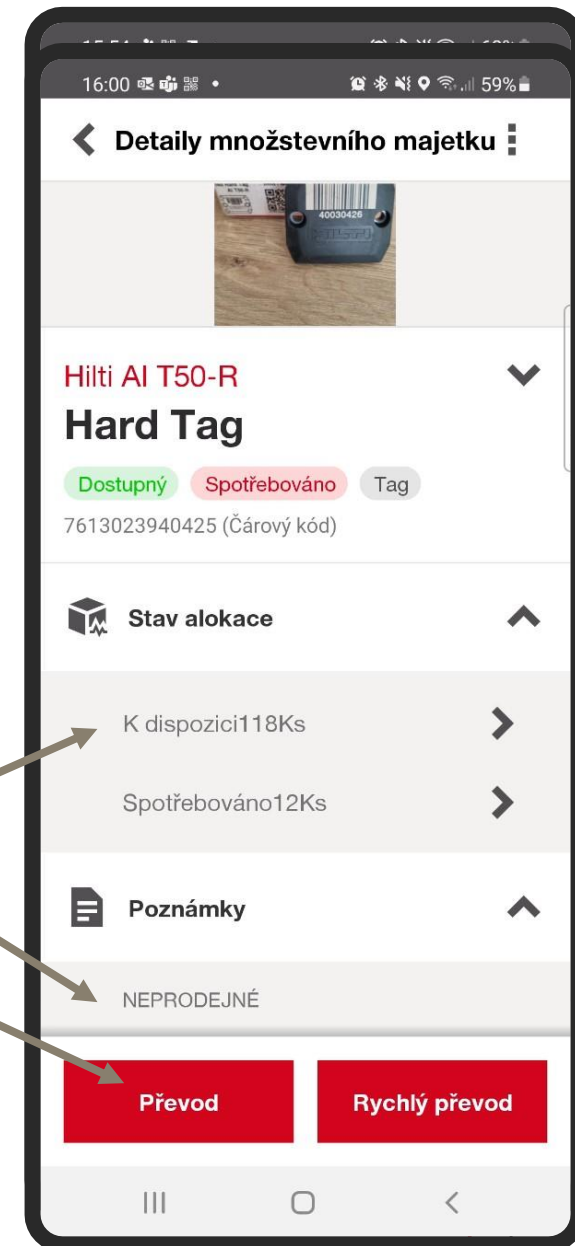 16:00 59%
Detaily množstevního majetku
40030426
Hilti AI T50-R
Hard Tag
Dostupný Spotřebováno Tag
7613023940425 (Čárový kód)
Stav alokace
K dispozici118Ks
Spotřebováno12Ks
Poznámky
NEPRODEJNÉ
Převod Rychlý převod